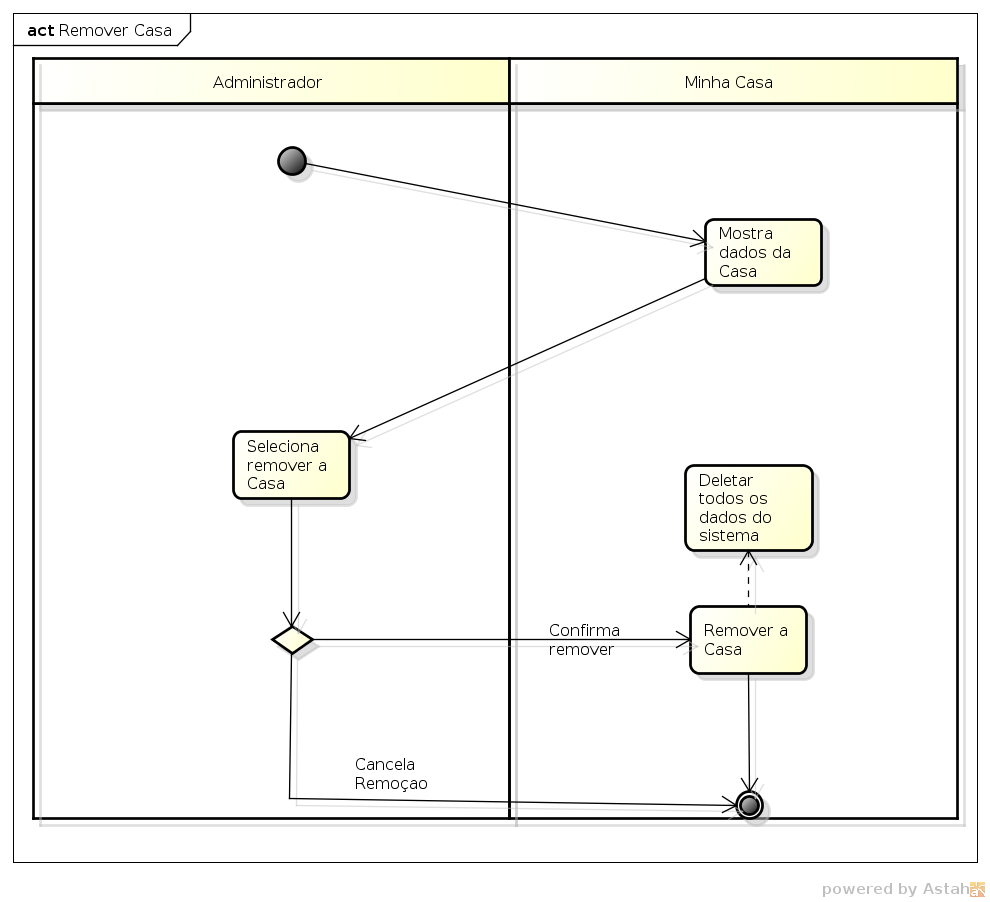 act Remover Casa
Administrador
Minha Casa
Mostra
dados da
Casa
Seleciona
remover a
Casa
Deletar
todos os
dados do
sistema
Confirma
remover
Remover a
Casa
Cancela
Remoçao
powered by Astah